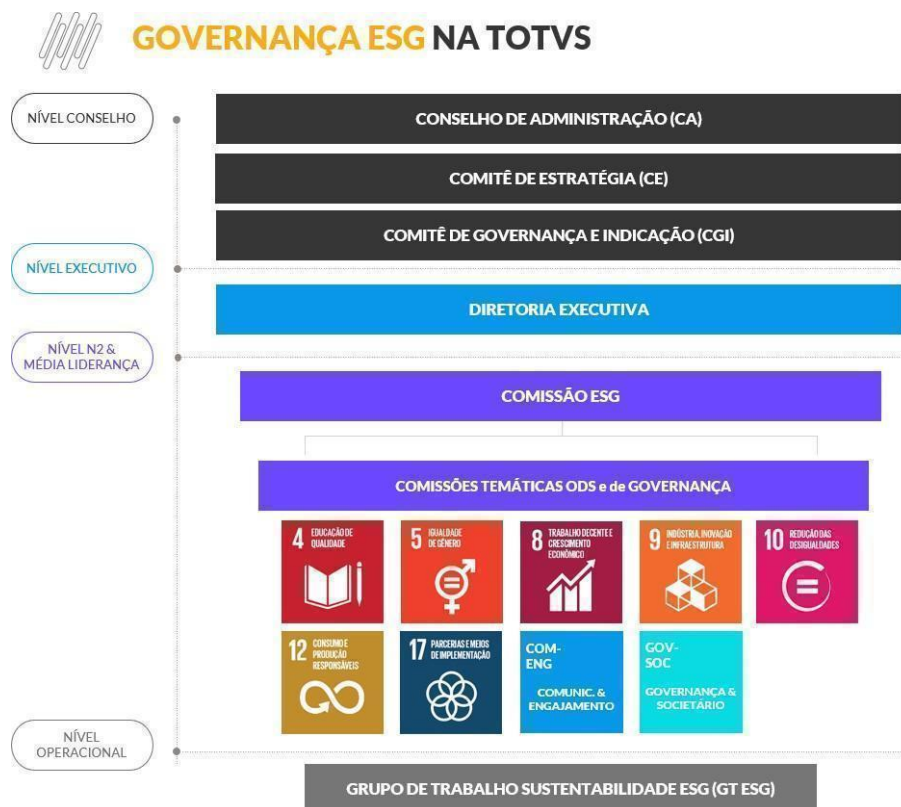 GOVERNANÇA ESG NA TOTVS
NÍVEL CONSELHO
CONSELHO DE ADMINISTRAÇÃO (CA)
COMITÊ DE ESTRATÉGIA (CE)
COMITÊ DE GOVERNANÇA E INDICAÇÃO (CGI)
NÍVEL EXECUTIVO
DIRETORIA EXECUTIVA
NÍVEL N2 &
MÉDIA LIDERANÇA
COMISSÃO ESG
COMISSÕES TEMÁTICAS ODS e de GOVERNANÇA
4 EDUCAÇÃO DE
QUALIDADE
5 IGUALDADE
DE GÊNERO
8 TRABALHO DECENTE E
CRESCIMENTO
ECONÔMICO
9 INDÚSTRIA, INOVAÇÃO
E INFRAESTRUTURA
10 REDUÇÃO DAS
DESIGUALDADES
12 CONSUMO E
PRODUÇÃO
RESPONSÁVEIS
17 PARCERIAS E MEIOS
DE IMPLEMENTAÇÃO
COM-
ENG
COMUNIC. &
ENGAJAMENTO
GOV-
SOC
GOVERNANÇA &
SOCIETÁRIO
NÍVEL
OPERACIONAL
GRUPO DE TRABALHO SUSTENTABILIDADE ESG (GT ESG)